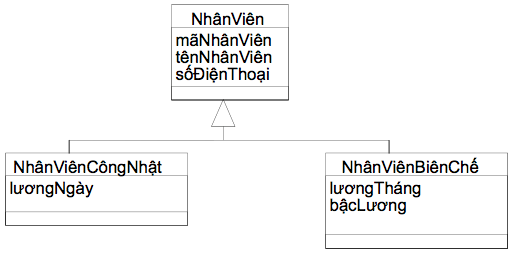 NhânViên
mãNhânViên
tênNhânViên
sốĐiệnThoại
NhânViênCôngNhật
lươngNgày
NhânViênBiênChế
lươngTháng
bậcLương